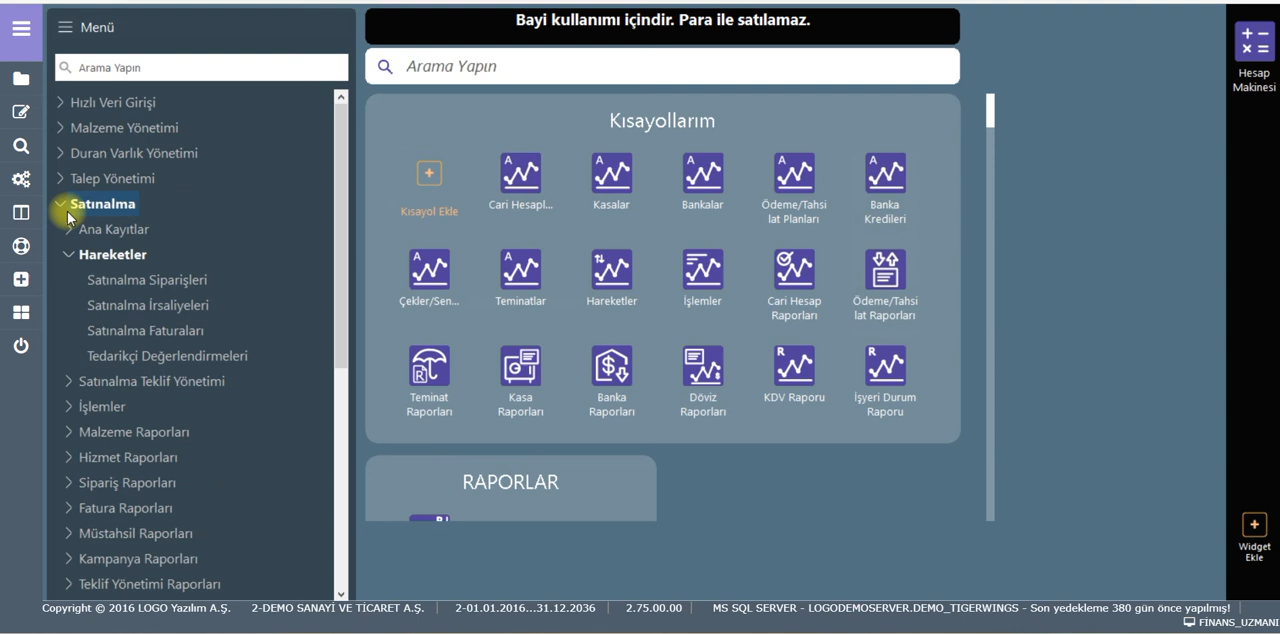 Menü
Arama Yapın
Hızlı Veri Girişi
Malzeme Yönetimi
Duran Varlık Yönetimi
Talep Yönetimi
Satınalma
Ana Kayıtlar
Hareketler
Satınalma Siparişleri
Satınalma İrsaliyeleri
Satınalma Faturaları
Tedarikçi Değerlendirmeleri
Satınalma Teklif Yönetimi
İşlemler
Malzeme Raporları
Hizmet Raporları
Sipariş Raporları
Fatura Raporları
Müstahsil Raporları
Kampanya Raporları
Teklif Yönetimi Raporları
Bayi kullanımı içindir. Para ile satılamaz.
Arama Yapın
Kısayollarım
Kısayol Ekle
Cari Hesapl...
Kasalar
Bankalar
Ödeme/Tahsi
lat Planları
Banka
Kredileri
Çekler/Sen...
Teminatlar
Hareketler
İşlemler
Cari Hesap
Raporları
Ödeme/Tahsi
lat Raporları
Teminat
Raporları
Kasa
Raporları
Banka
Raporları
Döviz
Raporları
KDV Raporu
İşyeri Durum
Raporu
RAPORLAR
Hesap
Makinesi
Widget
Ekle
Copyright © 2016 LOGO Yazılım A.Ş. 2-DEMO SANAYİ VE TİCARET A.Ş. 2-01.01.2016...31.12.2036 2.75.00.00 MS SQL SERVER - LOGODEMOSERVER.DEMO_TIGERWINGS - Son yedekleme 380 gün önce yapılmış!
FİNANS_UZMANI